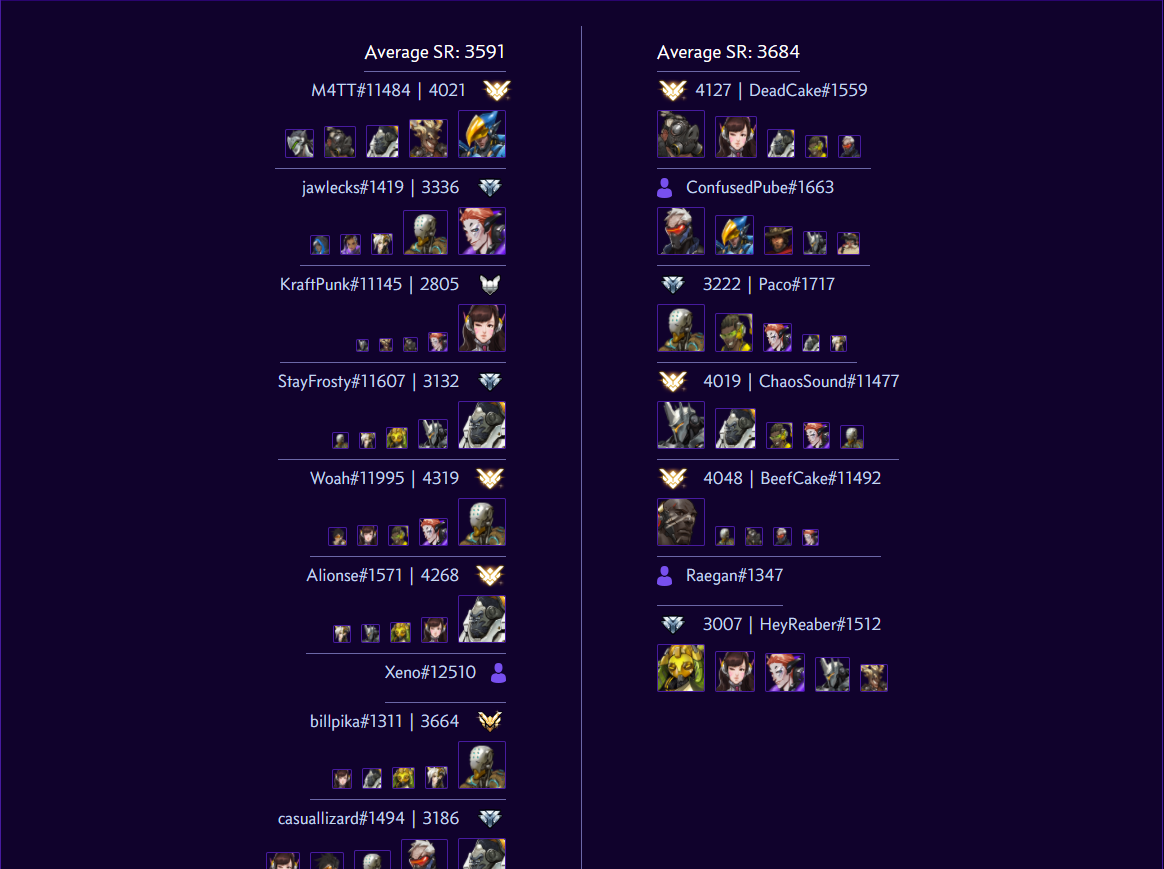 Average SR: 3591
M4TT#11484 | 4021
jawlecks#1419 | 3336
KraftPunk#11145 | 2805
StayFrosty#11607 | 3132
Woah#11995 | 4319
Alionse#1571 | 4268
Xeno#12510
billpika#1311 | 3664
casuallizard#1494 | 3186
Average SR: 3684
4127 | DeadCake#1559
ConfusedPube#1663
3222 | Paco#1717
4019 | ChaosSound#11477
4048 | BeefCake#11492
Raegan#1347
3007 | HeyReaber#1512